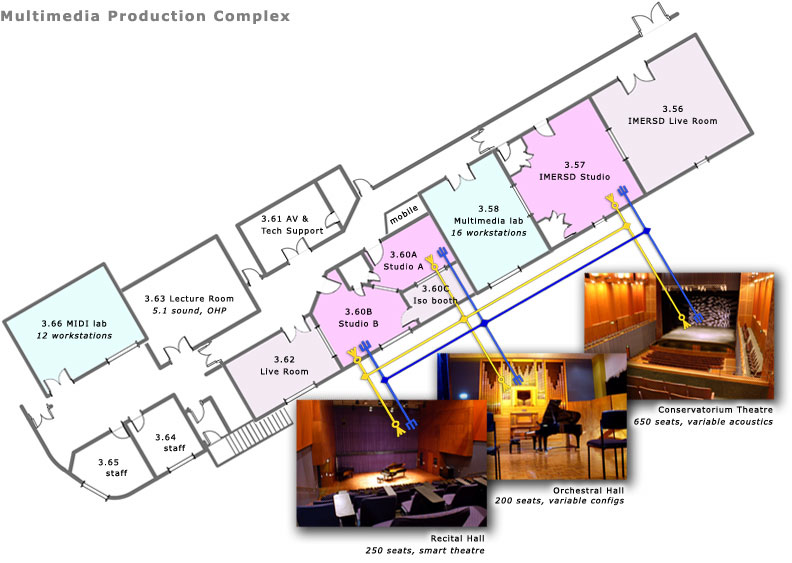 Multimedia Production Complex
3.56
IMERSD Live Room
3.57
IMERSD Studio
3.58
Multimedia lab
16 workstations
mobile
3.61 AV &
Tech Support
3.60A
Studio A
3.60C
Iso booth
3.60B
Studio B
3.63 Lecture Room
5.1 sound, OHP
3.66 MIDI lab
12 workstations
3.62
Live Room
3.64
staff
3.65
staff
Conservatorium Theatre
650 seats, variable acoustics
Orchestral Hall
200 seats, variable configs
Recital Hall
250 seats, smart theatre